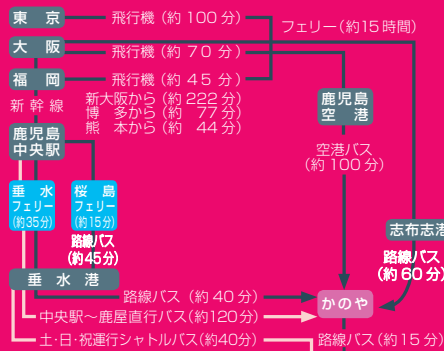 東京
飛行機(約100分)
フェリー(約15時間)
大阪
飛行機(約70分)
福岡
飛行機(約45分)
新幹線
新大阪から(約222分)
博多から(約77分)
熊本から(約44分)
鹿児島
空港
鹿児島
中央駅
空港バス
(約100分)
垂水
フェリー
(約35分)
桜島
フェリー
(約15分)
路線バス
(約45分)
志布志港
路線バス
(約60分)
垂水港
路線バス(約40分)
かのや
中央駅~鹿屋直行バス(約120分)
土・日・祝運行シャトルバス(約40分)
路線バス(約15分)